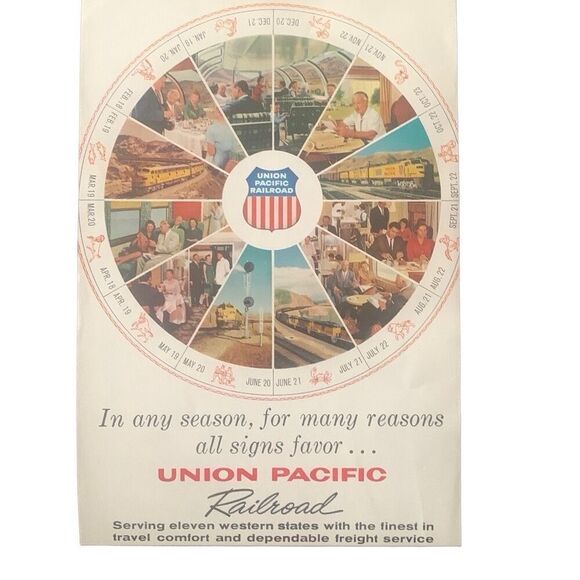 DEC. 20 DEC. 21
NOV. 22 NOV. 21
OCT. 23 OCT. 22
SEPT. 22 SEPT. 21
AUG. 22 AUG. 21
JULY 22 JULY 21
JUNE 21 JUNE 20
MAY 20 MAY 19
APR. 19 APR. 18
MAR. 20 MAR. 19
FEB. 19 FEB. 18
JAN. 20 JAN. 19
UNION
PACIFIC
RAILROAD
In any season, for many reasons
all signs favor...
UNION PACIFIC
Railroad
Serving eleven western states with the finest in
travel comfort and dependable freight service